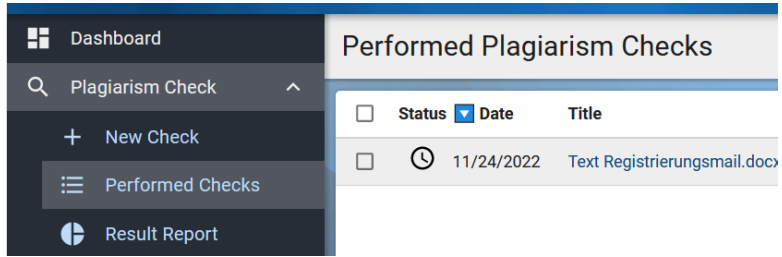 Dashboard
Plagiarism Check
New Check
Performed Checks
Result Report
Performed Plagiarism Checks
Status Date Title
11/24/2022 Text Registrierungsmail.docx